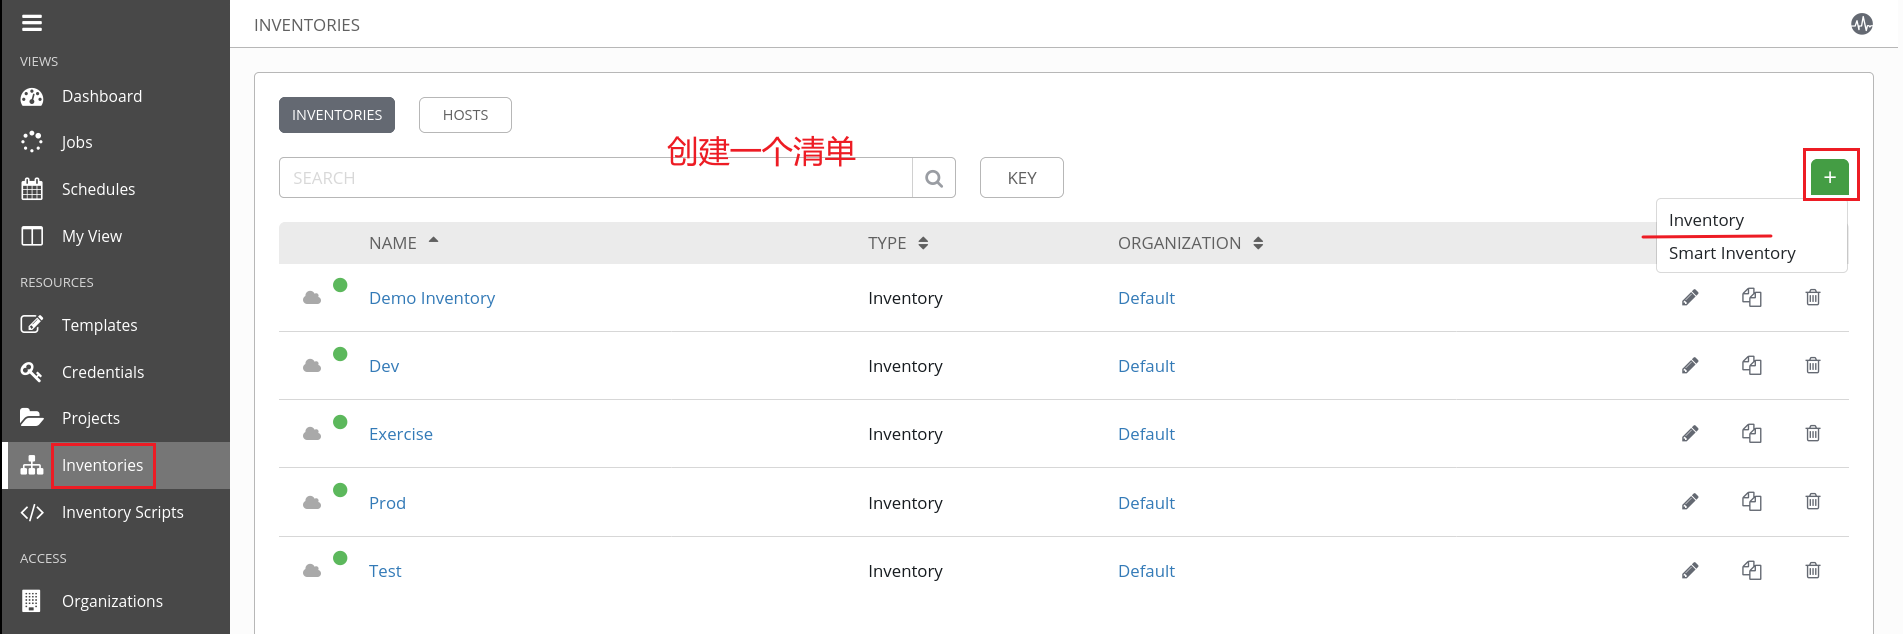 INVENTORIES
VIEWS
Dashboard
Jobs
Schedules
My View
RESOURCES
Templates
Credentials
Projects
Inventories
Inventory Scripts
ACCESS
Organizations
INVENTORIES HOSTS
创建一个清单
SEARCH KEY +
Inventory
Smart Inventory
NAME TYPE ORGANIZATION
Demo Inventory Inventory Default
Dev Inventory Default
Exercise Inventory Default
Prod Inventory Default
Test Inventory Default